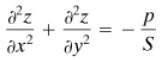 ∂²z/∂x² + ∂²z/∂y² = − p/S